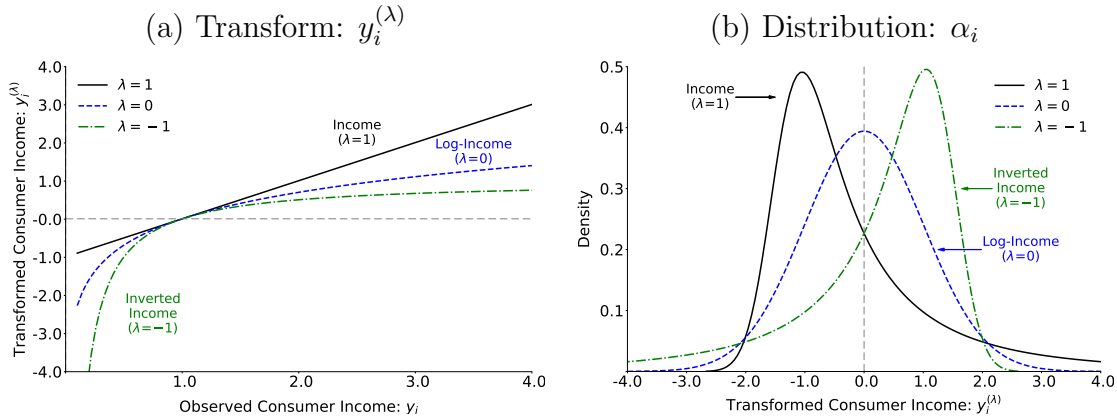 (a) Transform: y_i^{(λ)}
4.0
3.0
2.0
1.0
-0.0
-1.0
-2.0
-3.0
-4.0
1.0
2.0
3.0
4.0
Transformed Consumer Income: y_i^{(λ)}
Observed Consumer Income: y_i
λ = 1
λ = 0
λ = −1
Income
(λ=1)
Log-Income
(λ=0)
Inverted
Income
(λ=−1)
(b) Distribution: α_i
0.5
0.4
0.3
0.2
0.1
-4.0
-3.0
-2.0
-1.0
0.0
1.0
2.0
3.0
4.0
Density
Transformed Consumer Income: y_i^{(λ)}
Income
(λ=1)
λ = 1
λ = 0
λ = −1
Inverted
Income
(λ=−1)
Log-Income
(λ=0)